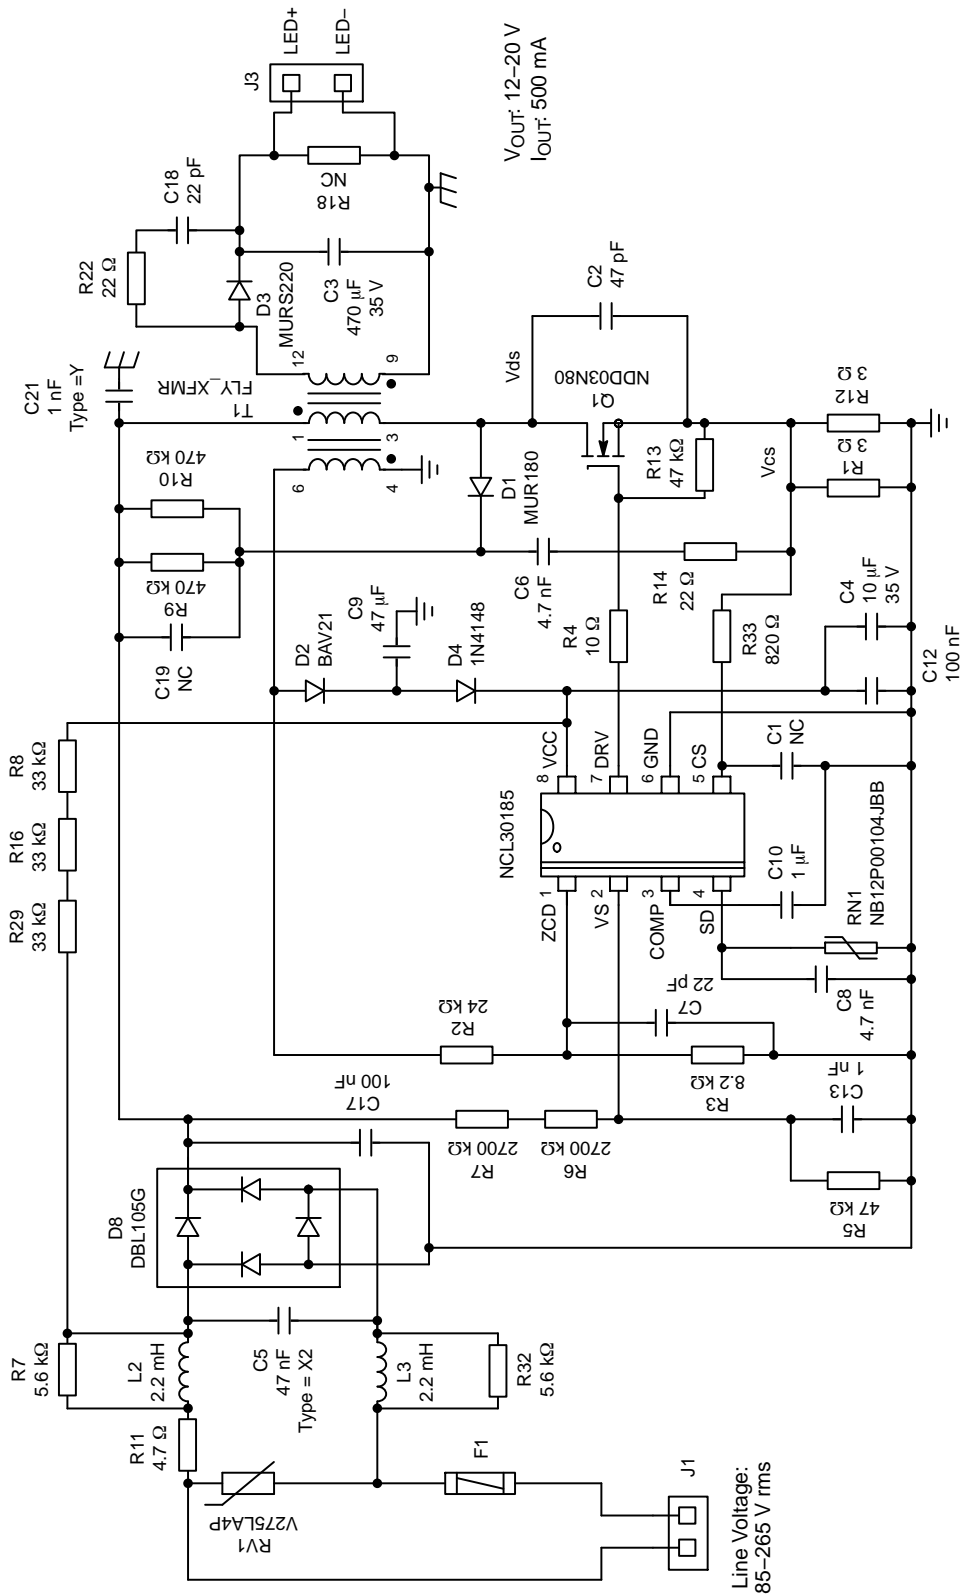 R7
5.6 kΩ
R29
33 kΩ
R16
33 kΩ
R8
33 kΩ
C21
1 nF
Type =Y
R22
22 Ω
C18
22 pF
J3
LED+
LED–
R11
4.7 Ω
L2
2.2 mH
D8
DBL105G
C19
NC
R9
470 kΩ
R10
470 kΩ
T1
FLY_XFMR
1
3
6
4
12
9
D3
MURS220
C3
470 µF
35 V
R18
NC
VOUT: 12–20 V
IOUT: 500 mA
RV1
V275LA4P
C5
47 nF
Type = X2
L3
2.2 mH
R32
5.6 kΩ
F1
J1
Line Voltage:
85–265 V rms
C17
100 nF
R2
24 kΩ
D2
BAV21
C9
47 µF
D4
1N4148
D1
MUR180
C6
4.7 nF
Vds
C2
47 pF
Q1
NDD03N80
R7
2700 kΩ
R6
2700 kΩ
R3
8.2 kΩ
C7
22 pF
NCL30185
ZCD 1
VS 2
COMP 3
SD 4
8 VCC
7 DRV
6 GND
5 CS
R4
10 Ω
R14
22 Ω
R13
47 kΩ
Vcs
R33
820 Ω
R5
47 kΩ
C13
1 nF
C8
4.7 nF
RN1
NB12P00104JBB
C10
1 µF
C1
NC
C12
100 nF
C4
10 µF
35 V
R1
3 Ω
R12
3 Ω